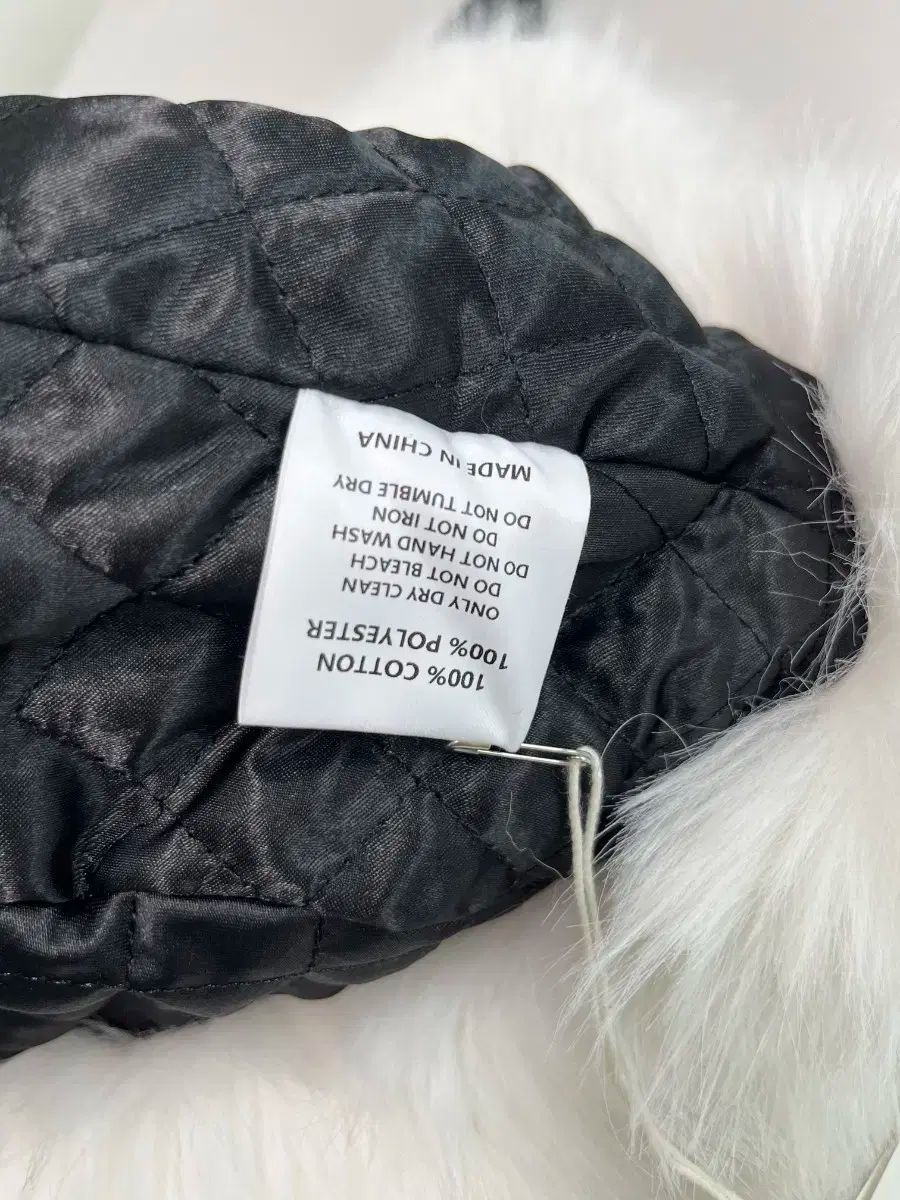 100% COTTON
100% POLYESTER
ONLY DRY CLEAN
DO NOT BLEACH
DO NOT HAND WASH
DO NOT IRON
DO NOT TUMBLE DRY
MADE IN CHINA